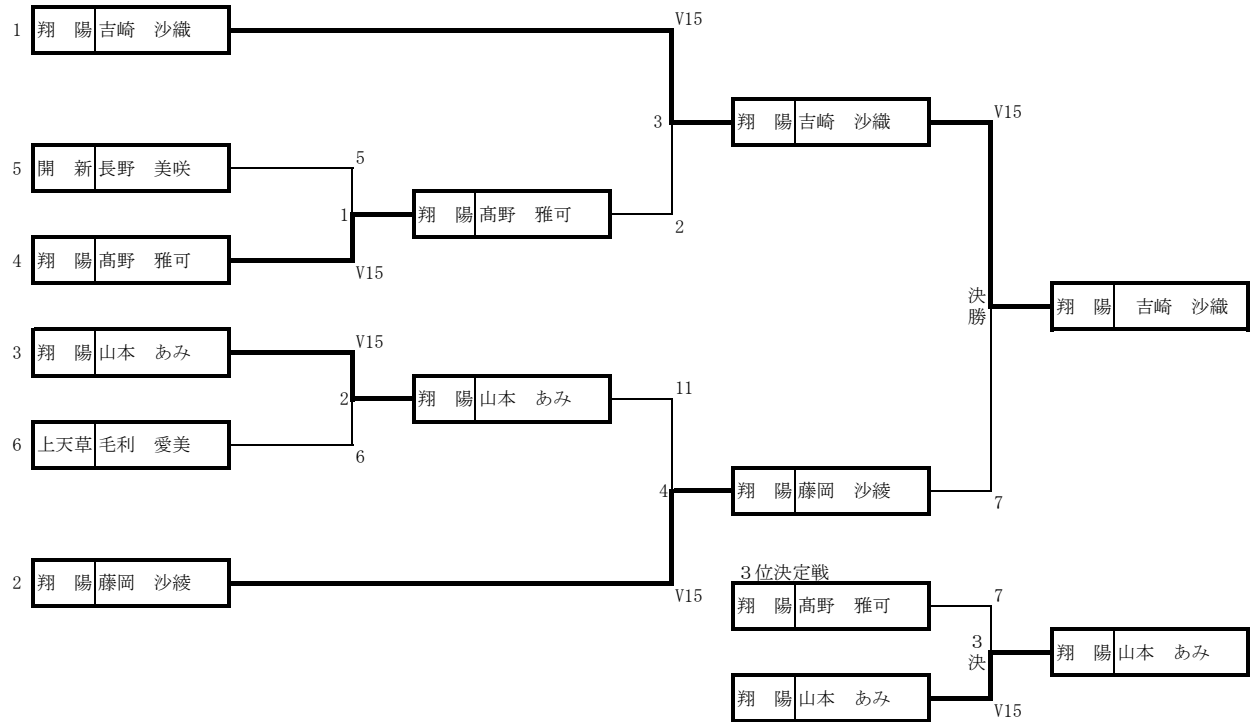 V15
1 翔　陽 吉崎　沙織
3 翔　陽 吉崎　沙織 V15
5 開　新 長野　美咲 5
1 翔　陽 髙野　雅可 2
4 翔　陽 髙野　雅可 V15
決勝 翔　陽 吉崎　沙織
3 翔　陽 山本　あみ V15
2 翔　陽 山本　あみ 11
6 上天草 毛利　愛美 6
4 翔　陽 藤岡　沙綾 7
2 翔　陽 藤岡　沙綾 V15
３位決定戦
翔　陽 髙野　雅可 7
３決 翔　陽 山本　あみ
翔　陽 山本　あみ V15